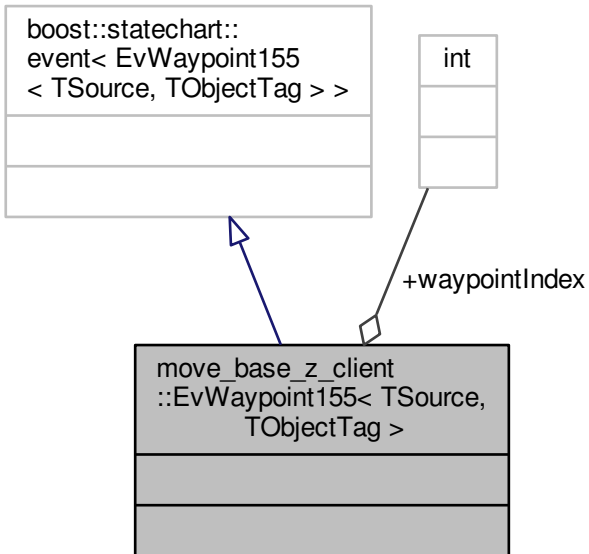 boost::statechart::
event< EvWaypoint155
< TSource, TObjectTag > >
int
+waypointIndex
move_base_z_client
::EvWaypoint155< TSource,
TObjectTag >